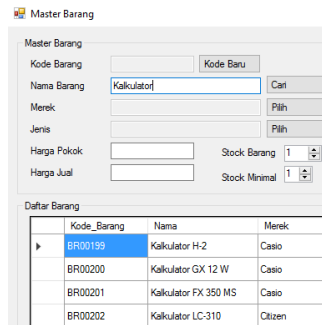 Master Barang
Master Barang
Kode Barang Kode Baru
Nama Barang Kalkulator Cari
Merek Pilih
Jenis Pilih
Harga Pokok Stock Barang 1
Harga Jual Stock Minimal 1
Daftar Barang
Kode_Barang Nama Merek
BR00199 Kalkulator H-2 Casio
BR00200 Kalkulator GX 12 W Casio
BR00201 Kalkulator FX 350 MS Casio
BR00202 Kalkulator LC-310 Citizen